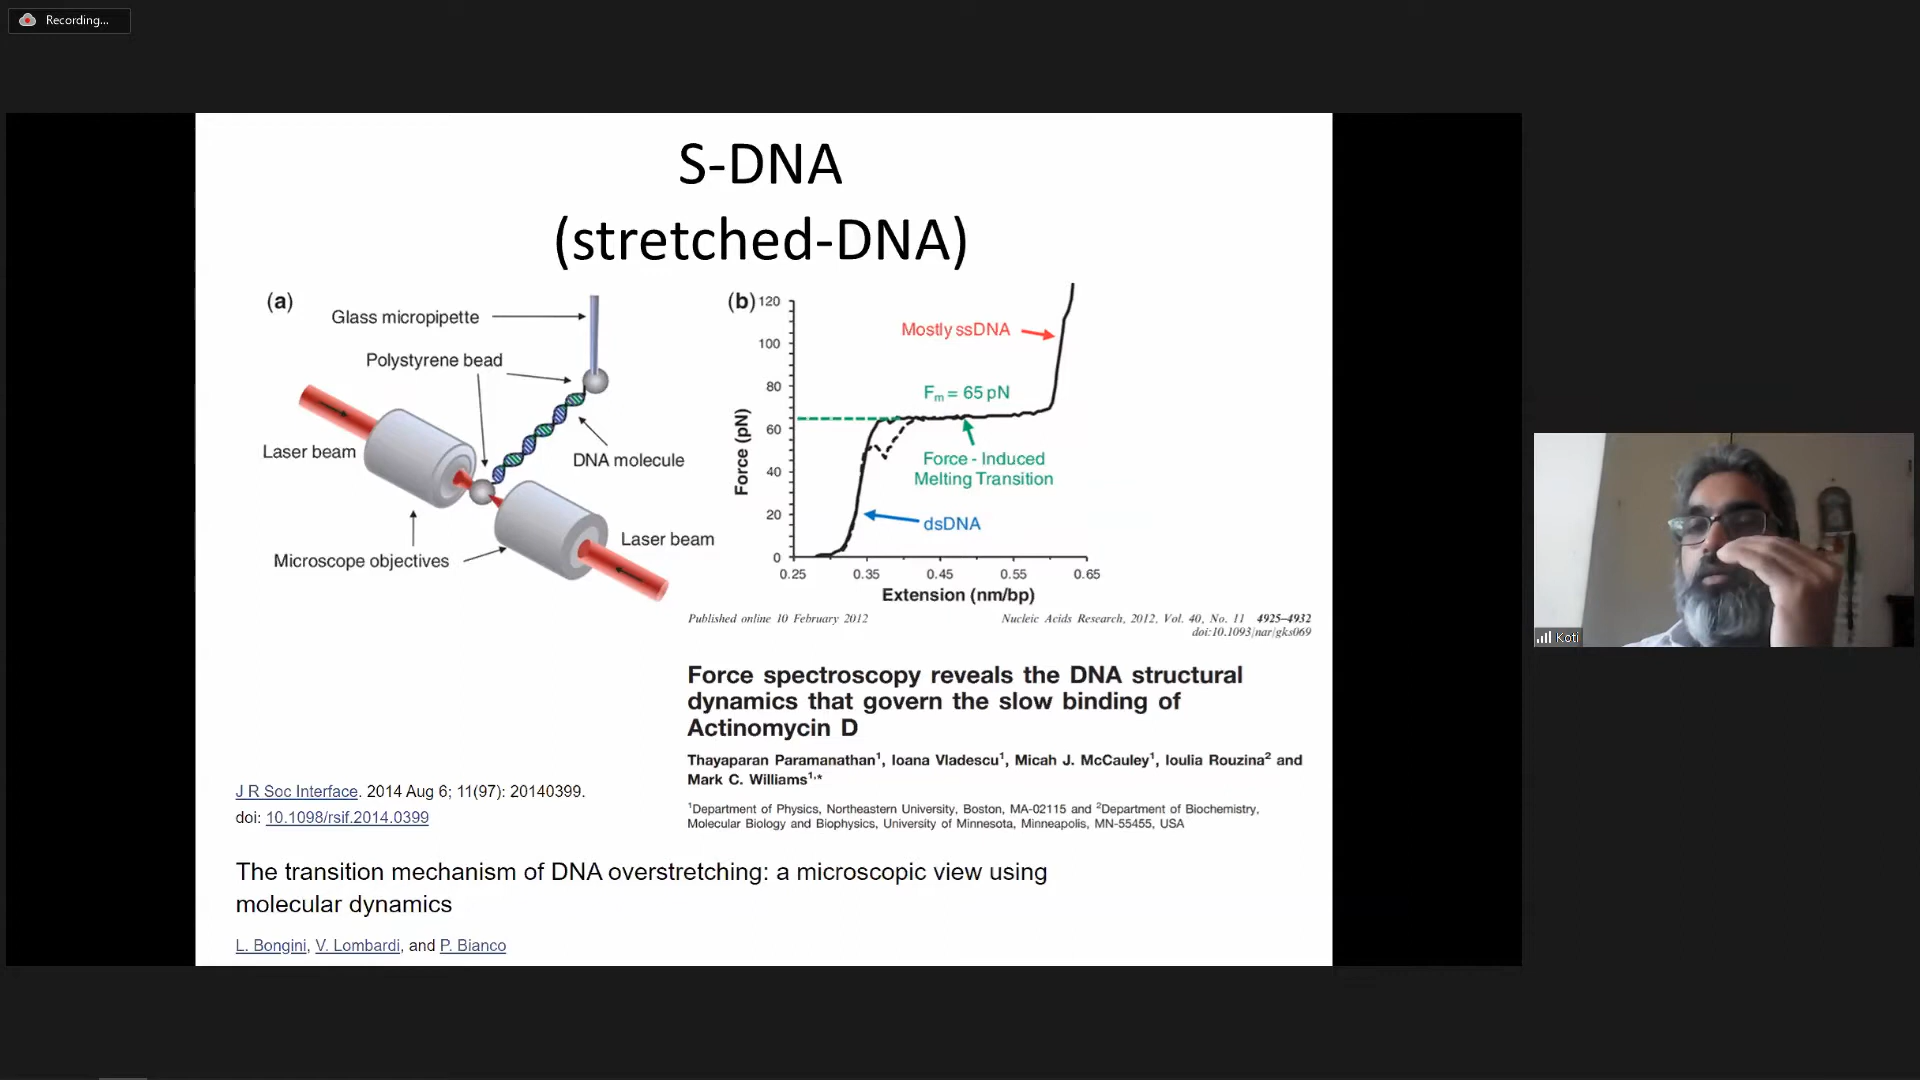 Recording...
S-DNA
(stretched-DNA)
(a)
Glass micropipette
Polystyrene bead
Laser beam
DNA molecule
Laser beam
Microscope objectives
(b)
120
100
80
60
40
20
0
Force (pN)
Mostly ssDNA
Fm = 65 pN
Force - Induced
Melting Transition
dsDNA
0.25 0.35 0.45 0.55 0.65
Extension (nm/bp)
Published online 10 February 2012 Nucleic Acids Research, 2012, Vol. 40, No. 11 4925–4932
doi:10.1093/nar/gks069
Force spectroscopy reveals the DNA structural
dynamics that govern the slow binding of
Actinomycin D
Thayaparan Paramanathan1, Ioana Vladescu1, Micah J. McCauley1, Ioulia Rouzina2 and
Mark C. Williams1,*
1Department of Physics, Northeastern University, Boston, MA-02115 and 2Department of Biochemistry,
Molecular Biology and Biophysics, University of Minnesota, Minneapolis, MN-55455, USA
J R Soc Interface. 2014 Aug 6; 11(97): 20140399.
doi: 10.1098/rsif.2014.0399
The transition mechanism of DNA overstretching: a microscopic view using
molecular dynamics
L. Bongini, V. Lombardi, and P. Bianco
Koti